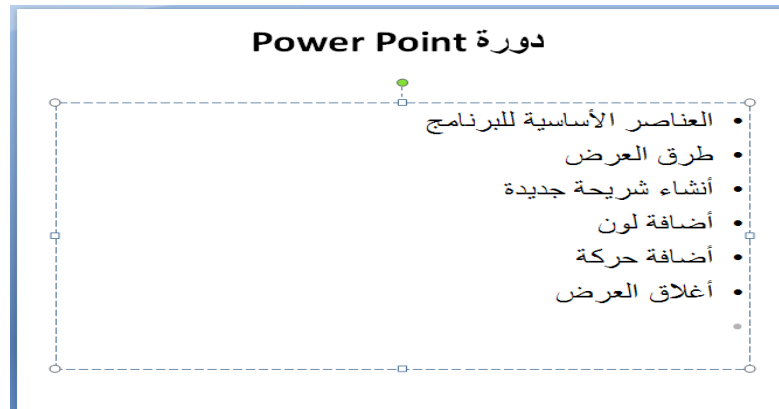 دورة Power Point
• العناصر الأساسية للبرنامج
• طرق العرض
• أنشاء شريحة جديدة
• أضافة لون
• أضافة حركة
• أغلاق العرض